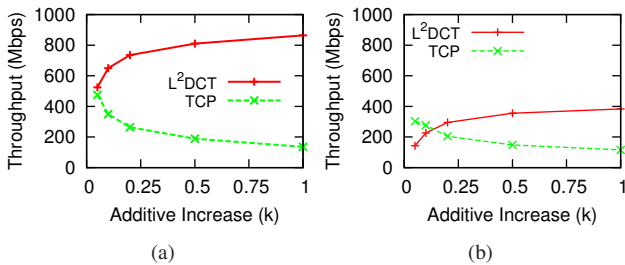 Throughput (Mbps)
1000
800
600
400
200
0
L²DCT
TCP
0
0.25
0.5
0.75
1
Additive Increase (k)
(a)
Throughput (Mbps)
1000
800
600
400
200
0
L²DCT
TCP
0
0.25
0.5
0.75
1
Additive Increase (k)
(b)